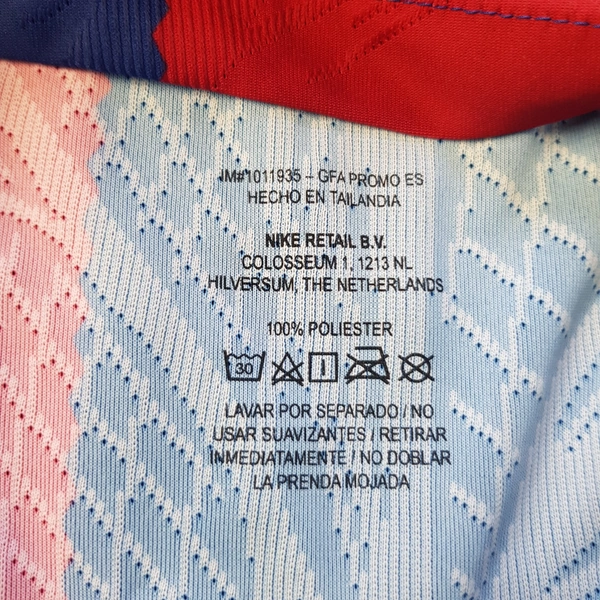 IM#1011935 – GFA PROMO ES
HECHO EN TAILANDIA
NIKE RETAIL B.V.
COLOSSEUM 1, 1213 NL
HILVERSUM, THE NETHERLANDS
100% POLIESTER
30
LAVAR POR SEPARADO / NO
USAR SUAVIZANTES / RETIRAR
INMEDIATAMENTE / NO DOBLAR
LA PRENDA MOJADA